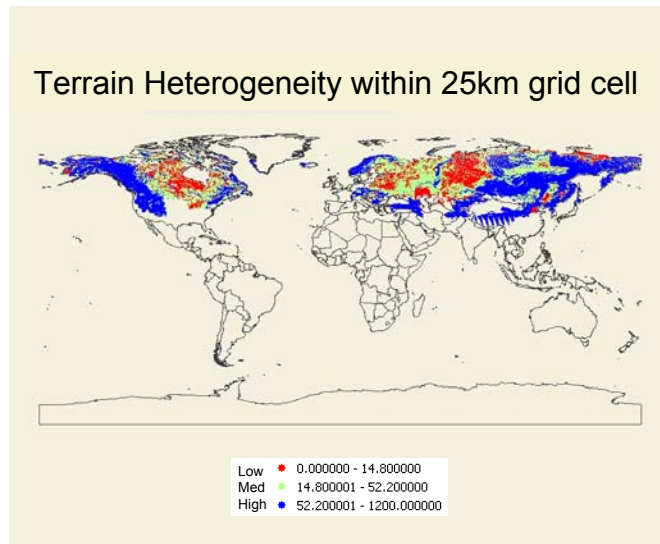 Terrain Heterogeneity within 25km grid cell
Low 0.000000 - 14.800000
Med 14.800001 - 52.200000
High 52.200001 - 1200.000000